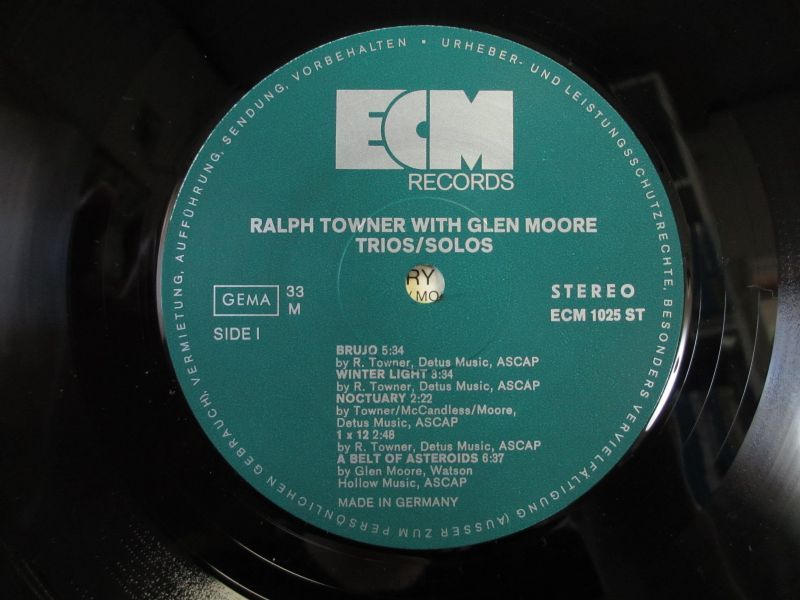 URHEBER- UND LEISTUNGSSCHUTZRECHTE, BESONDERS VERVIELFÄLTIGUNG (AUSSER ZUM PERSÖNLICHEN GEBRAUCH), VERMIETUNG, AUFFÜHRUNG, SENDUNG, VORBEHALTEN •
ECM
RECORDS
RALPH TOWNER WITH GLEN MOORE
TRIOS/SOLOS
RY
MO
GEMA
33
M
STEREO
ECM 1025 ST
SIDE I
BRUJO 5:34
by R. Towner, Detus Music, ASCAP
WINTER LIGHT 3:34
by R. Towner, Detus Music, ASCAP
NOCTUARY 2:22
by Towner/McCandless/Moore,
Detus Music, ASCAP
1 x 12 2:48
by R. Towner, Detus Music, ASCAP
A BELT OF ASTEROIDS 6:37
by Glen Moore, Watson
Hollow Music, ASCAP
MADE IN GERMANY